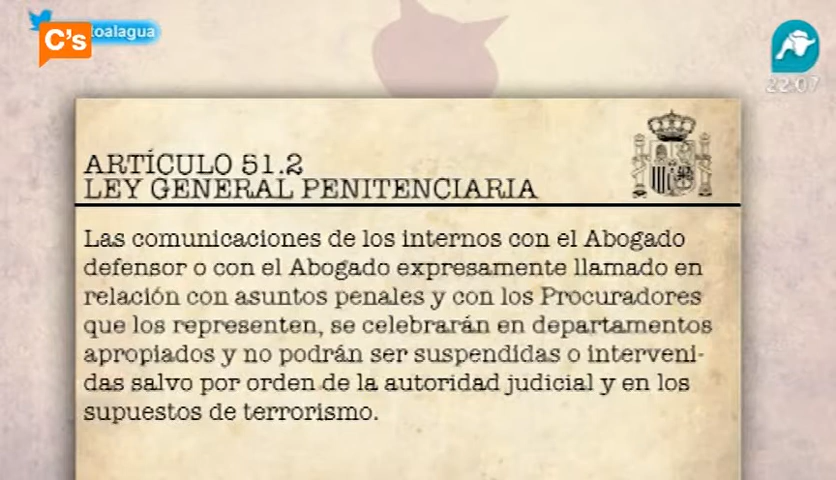 C's
toalagua
22:07
ARTÍCULO 51.2
LEY GENERAL PENITENCIARIA
Las comunicaciones de los internos con el Abogado
defensor o con el Abogado expresamente llamado en
relación con asuntos penales y con los Procuradores
que los representen, se celebrarán en departamentos
apropiados y no podrán ser suspendidas o interveni-
das salvo por orden de la autoridad judicial y en los
supuestos de terrorismo.